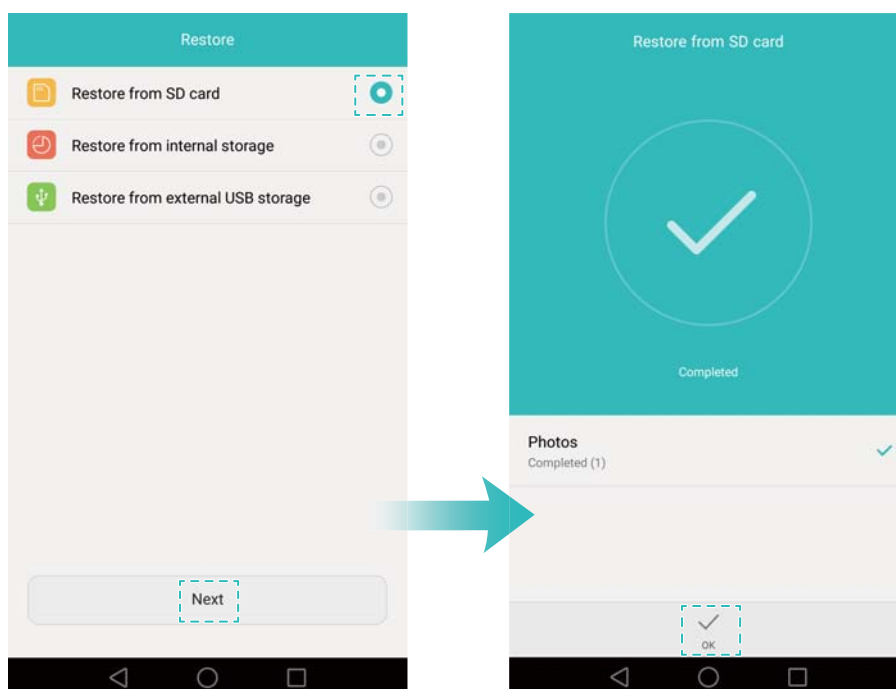 Restore
Restore from SD card
Restore from internal storage
Restore from external USB storage
Next
Restore from SD card
Completed
Photos
Completed (1)
OK